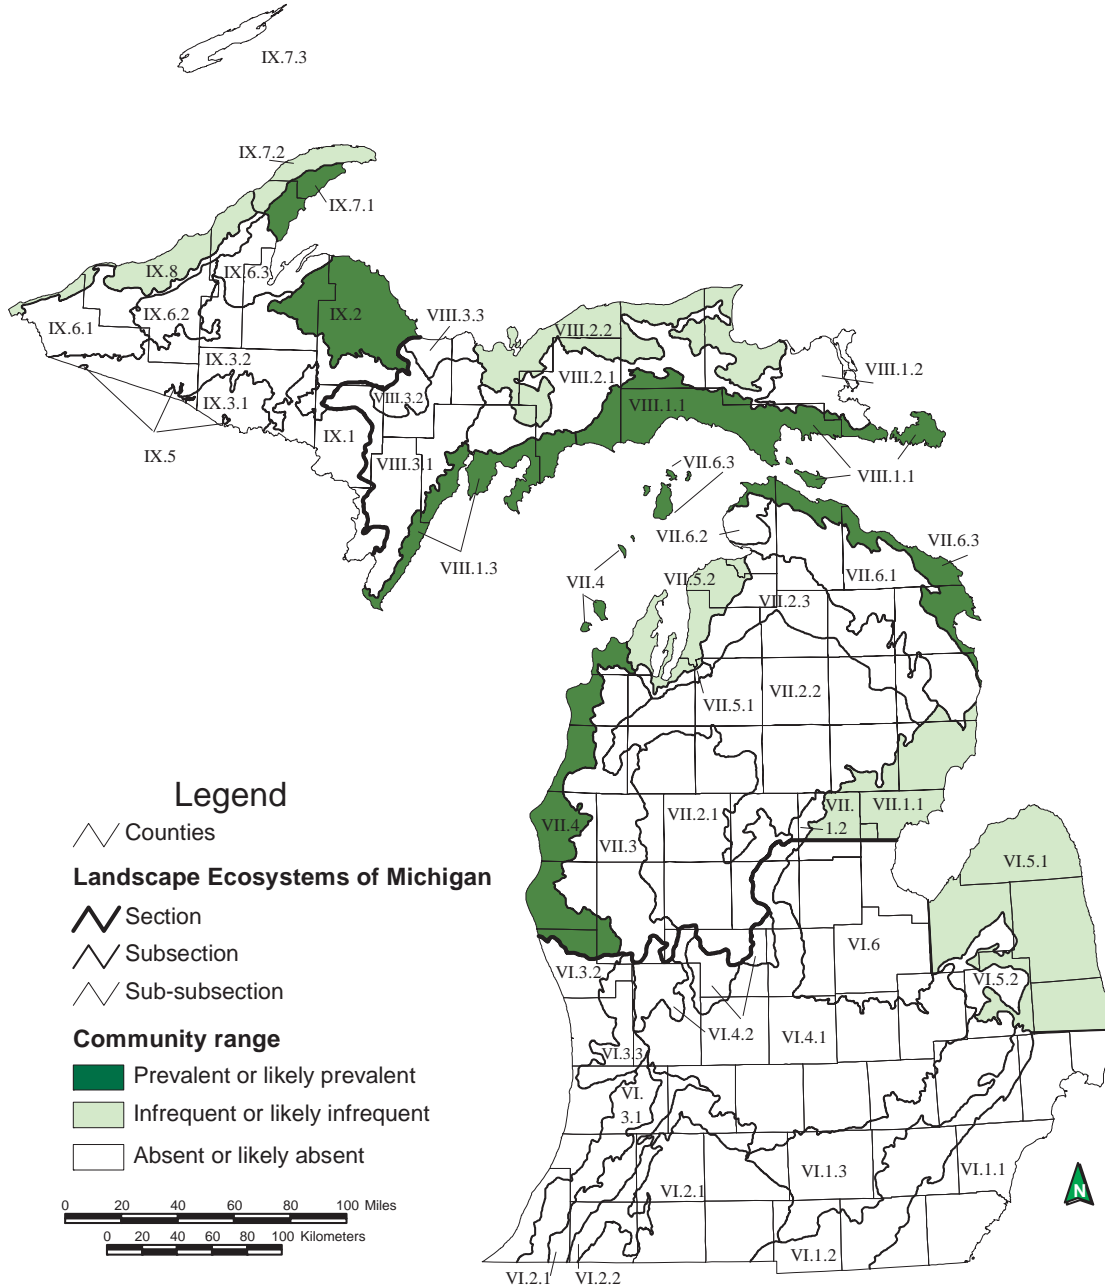 IX.7.3
IX.7.2
IX.7.1
IX.8
IX.6.3
IX.2
IX.6.1
IX.6.2
VIII.3.3
VIII.2.2
IX.3.2
VIII.2.1
VIII.1.2
IX.3.1
VIII.3.2
VIII.1.1
IX.1
IX.5
VIII.3.1
VII.6.3
VIII.1.1
VII.6.2
VII.6.3
VIII.1.3
VII.4
VII.5.2
VII.6.1
VII.2.3
VII.2.2
VII.5.1
Legend
Counties
VII.4
VII.3
VII.2.1
VII.
1.2
VII.1.1
VI.5.1
Landscape Ecosystems of Michigan
Section
Subsection
Sub-subsection
VI.3.2
VI.6
VI.5.2
VI.4.2
VI.4.1
VI.3.3
Community range
Prevalent or likely prevalent
Infrequent or likely infrequent
Absent or likely absent
VI.
3.1
VI.1.3
VI.1.1
VI.2.1
N
0 20 40 60 80 100 Miles
0 20 40 60 80 100 Kilometers
VI.1.2
VI.2.1
VI.2.2